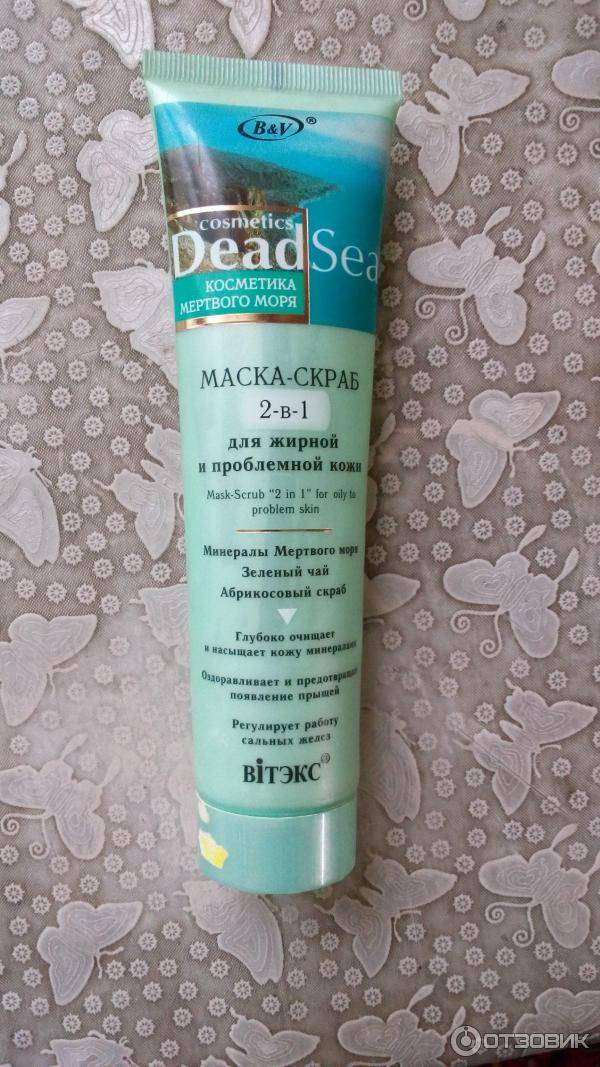 B&V®
cosmetics
Dead Sea
КОСМЕТИКА
МЕРТВОГО МОРЯ
МАСКА-СКРАБ
2-в-1
для жирной
и проблемной кожи
Mask-Scrub "2 in 1" for oily to
problem skin
Минералы Мертвого моря
Зеленый чай
Абрикосовый скраб
Глубоко очищает
и насыщает кожу минералами
Оздоравливает и предотвращает
появление прыщей
Регулирует работу
сальных желез
ВІТЭКС®
ОТЗОВИК